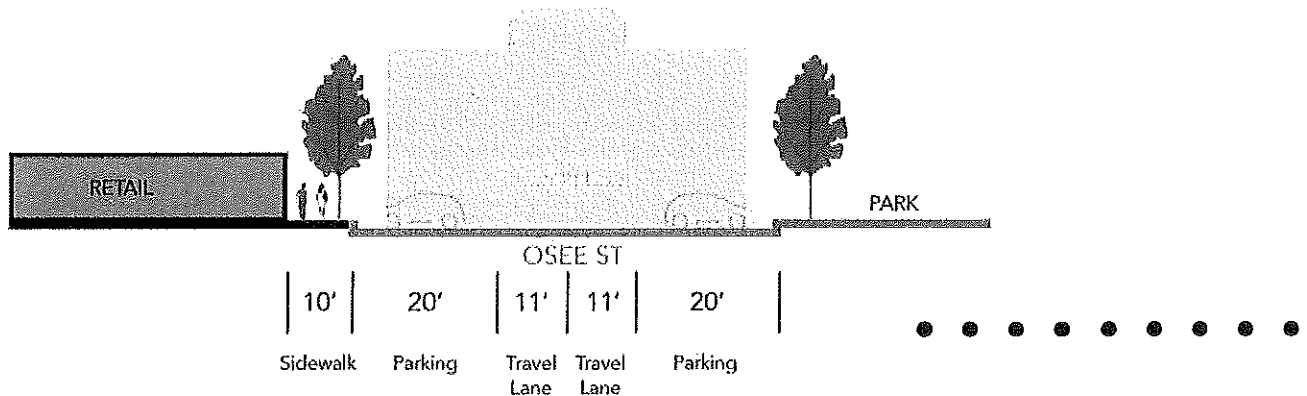 RETAIL
PARK
OSEE ST
10' 20' 11' 11' 20'
Sidewalk Parking Travel Lane Travel Lane Parking